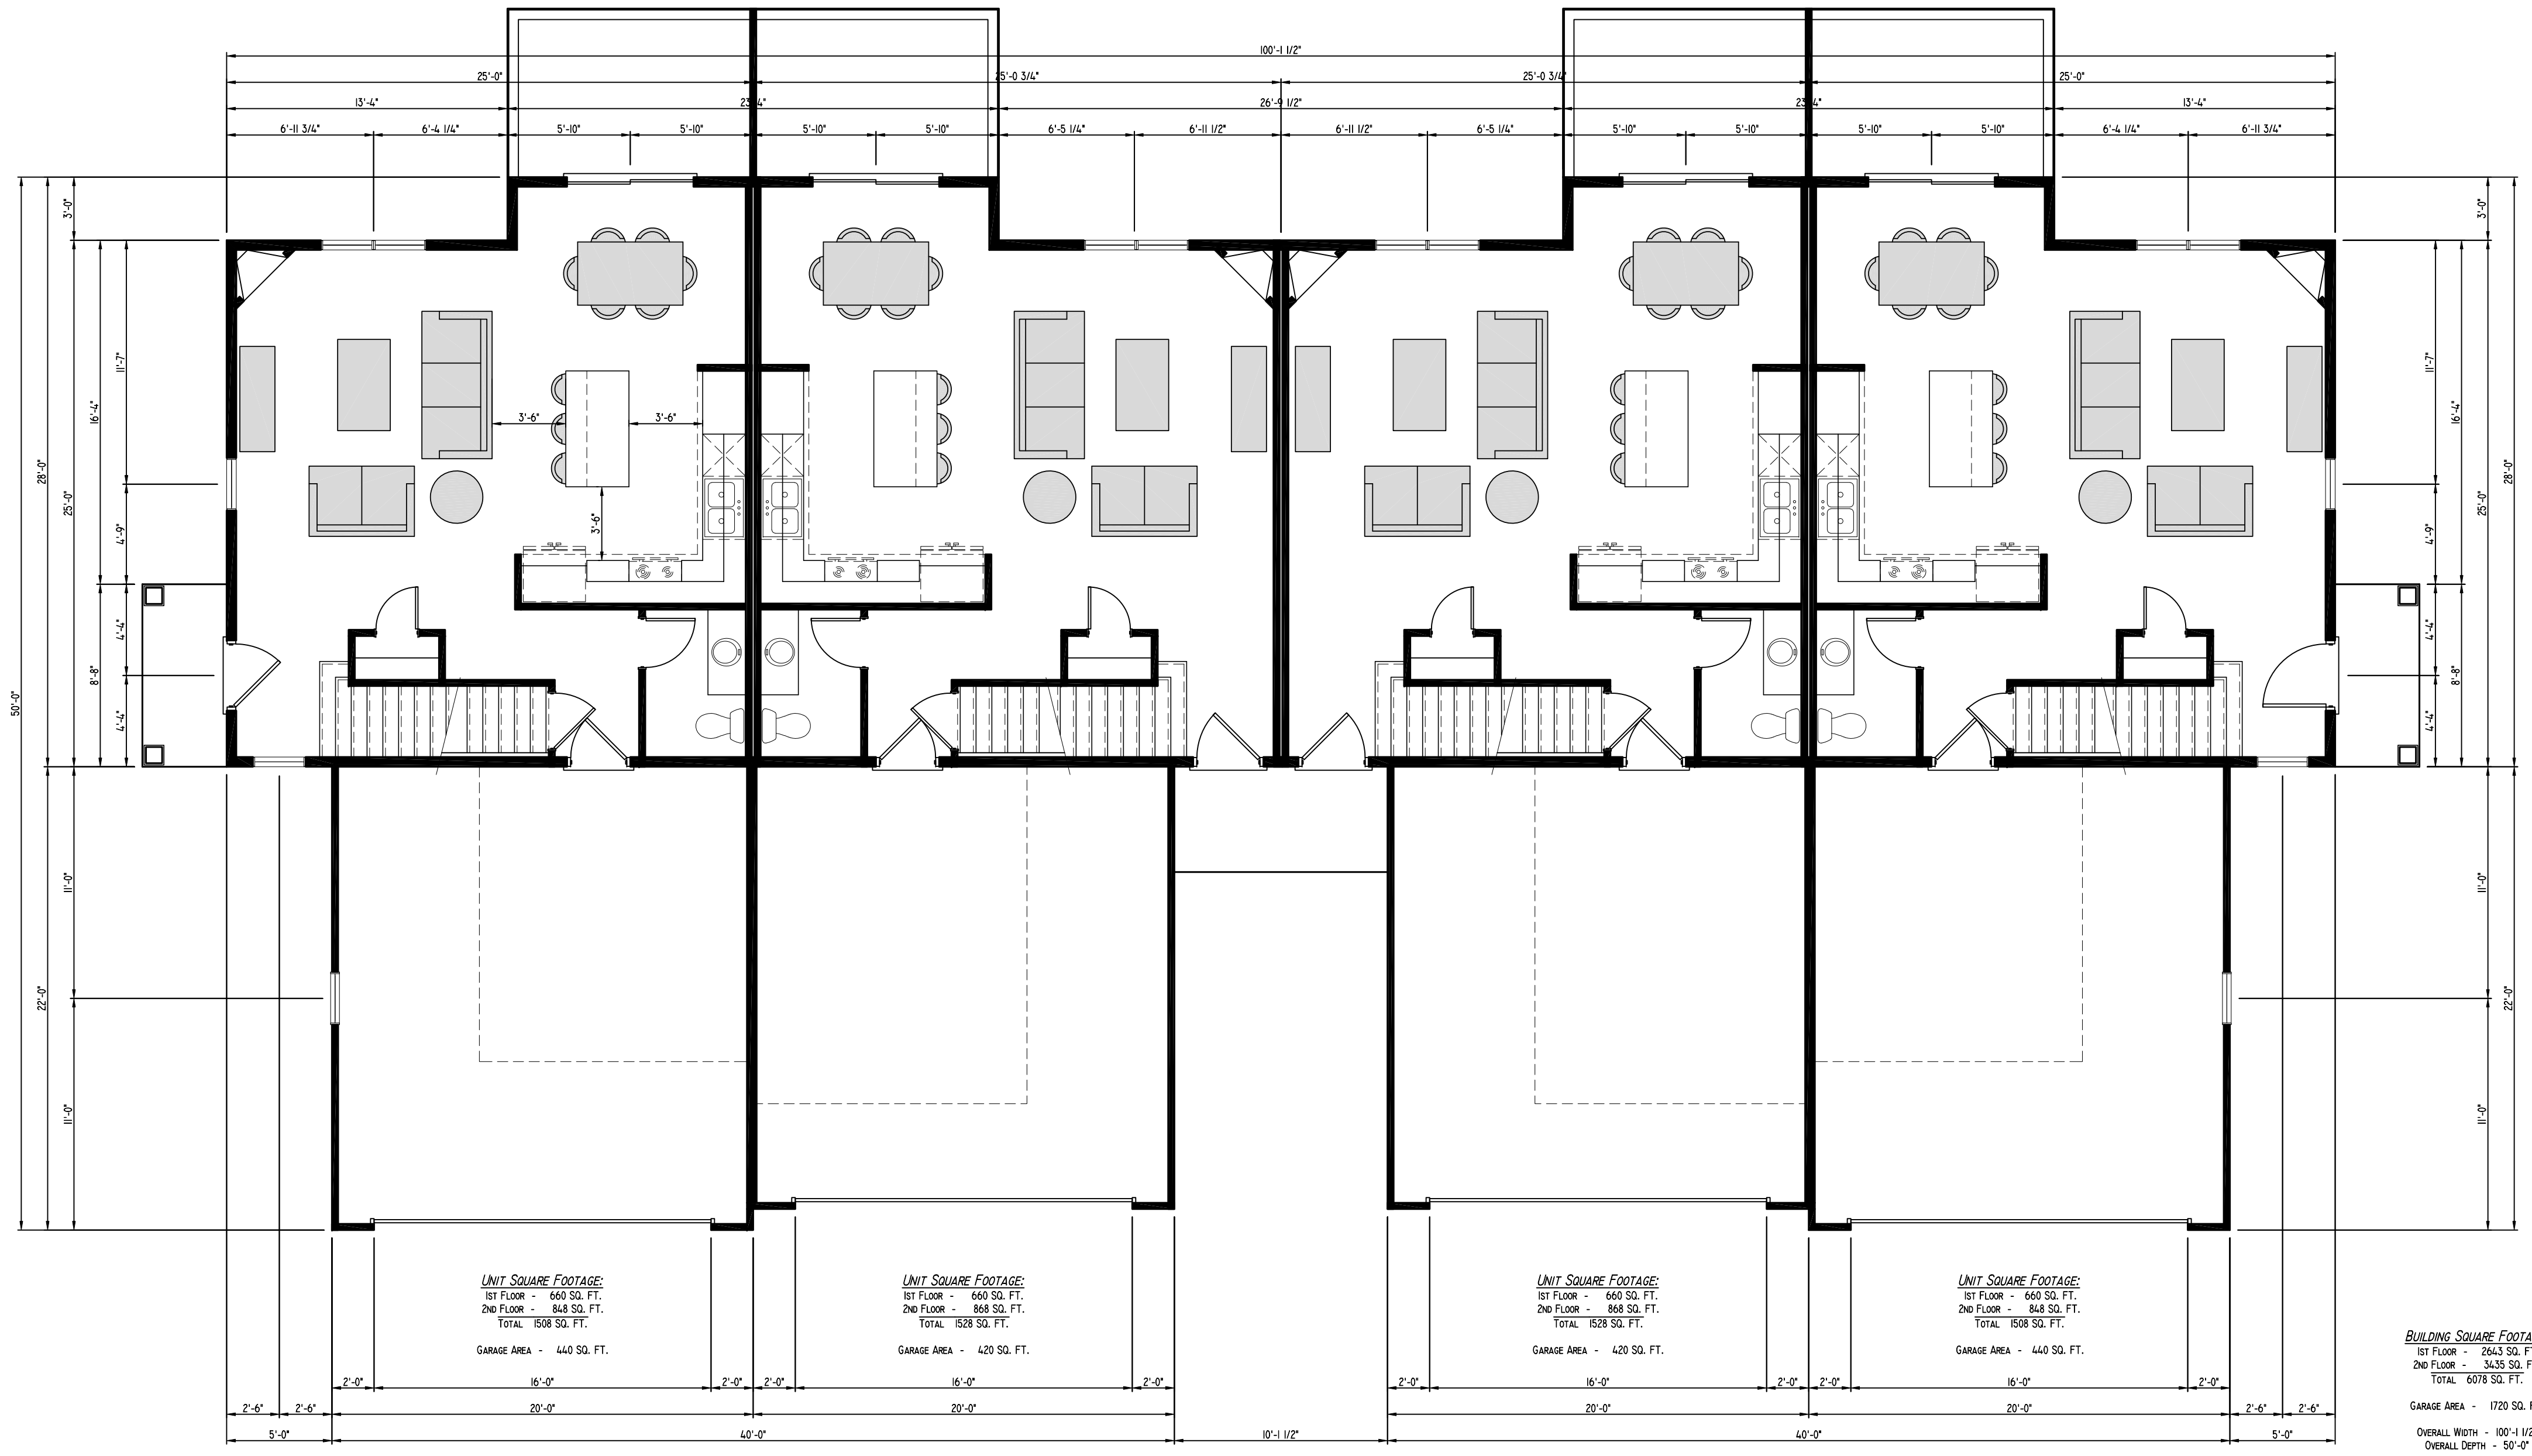 100'-1 1/2"
25'-0" 25'-0 3/4" 25'-0 3/4" 25'-0"
13'-4" 26'-9 1/2" 13'-4"
6'-11 3/4" 6'-4 1/4" 5'-10" 5'-10" 5'-10" 5'-10" 6'-5 1/4" 6'-11 1/2" 6'-11 1/2" 6'-5 1/4" 5'-10" 5'-10" 5'-10" 5'-10" 6'-4 1/4" 6'-11 3/4"
3'-0" 3'-0"
11'-7" 11'-7"
16'-4" 16'-4"
3'-6" 3'-6"
28'-0" 25'-0" 25'-0" 28'-0"
4'-9" 3'-6" 4'-9"
4'-4" 4'-4"
8'-8" 8'-8"
50'-0"
4'-4" 4'-4"
11'-0" 11'-0"
22'-0" 22'-0"
11'-0" 11'-0"
UNIT SQUARE FOOTAGE:
1ST FLOOR - 660 SQ. FT.
2ND FLOOR - 848 SQ. FT.
TOTAL 1508 SQ. FT.
GARAGE AREA - 440 SQ. FT.
UNIT SQUARE FOOTAGE:
1ST FLOOR - 660 SQ. FT.
2ND FLOOR - 868 SQ. FT.
TOTAL 1528 SQ. FT.
GARAGE AREA - 420 SQ. FT.
UNIT SQUARE FOOTAGE:
1ST FLOOR - 660 SQ. FT.
2ND FLOOR - 868 SQ. FT.
TOTAL 1528 SQ. FT.
GARAGE AREA - 420 SQ. FT.
UNIT SQUARE FOOTAGE:
1ST FLOOR - 660 SQ. FT.
2ND FLOOR - 848 SQ. FT.
TOTAL 1508 SQ. FT.
GARAGE AREA - 440 SQ. FT.
BUILDING SQUARE FOOTA
1ST FLOOR - 2643 SQ. F
2ND FLOOR - 3435 SQ. F
TOTAL 6078 SQ. FT.
GARAGE AREA - 1720 SQ. F
OVERALL WIDTH - 100'-1 1/2
OVERALL DEPTH - 50'-0"
2'-0" 16'-0" 2'-0" 2'-0" 16'-0" 2'-0" 2'-0" 16'-0" 2'-0" 2'-0" 16'-0" 2'-0"
2'-6" 2'-6" 20'-0" 20'-0" 20'-0" 20'-0" 2'-6" 2'-6"
5'-0" 40'-0" 10'-1 1/2" 40'-0" 5'-0"